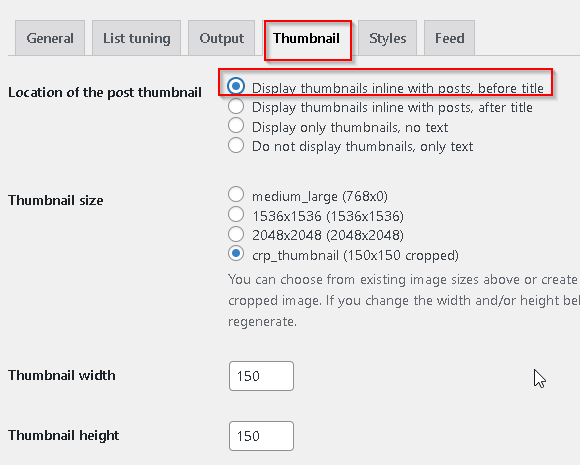 General List tuning Output Thumbnail Styles Feed
Location of the post thumbnail
Display thumbnails inline with posts, before title
Display thumbnails inline with posts, after title
Display only thumbnails, no text
Do not display thumbnails, only text
Thumbnail size
medium_large (768x0)
1536x1536 (1536x1536)
2048x2048 (2048x2048)
crp_thumbnail (150x150 cropped)
You can choose from existing image sizes above or create
cropped image. If you change the width and/or height bel
regenerate.
Thumbnail width 150
Thumbnail height 150